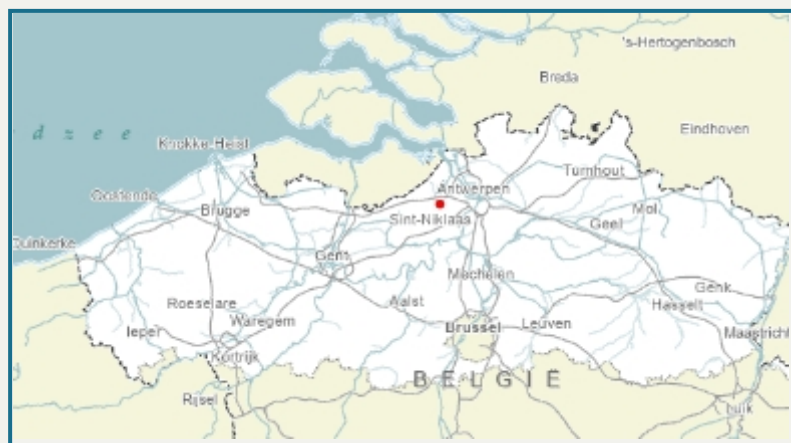 's-Hertogenbosch
Breda
d z e e
Eindhoven
Knokke-Heist
Turnhout
Antwerpen
Oostende
Brugge
Mol
Sint-Niklaas
Geel
Duinkerke
Gent
Mechelen
Genk
Roeselare
Aalst
Hasselt
Waregem
Ieper
Brussel
Leuven
Maastricht
Kortrijk
BELGIË
Rijsel
Luik